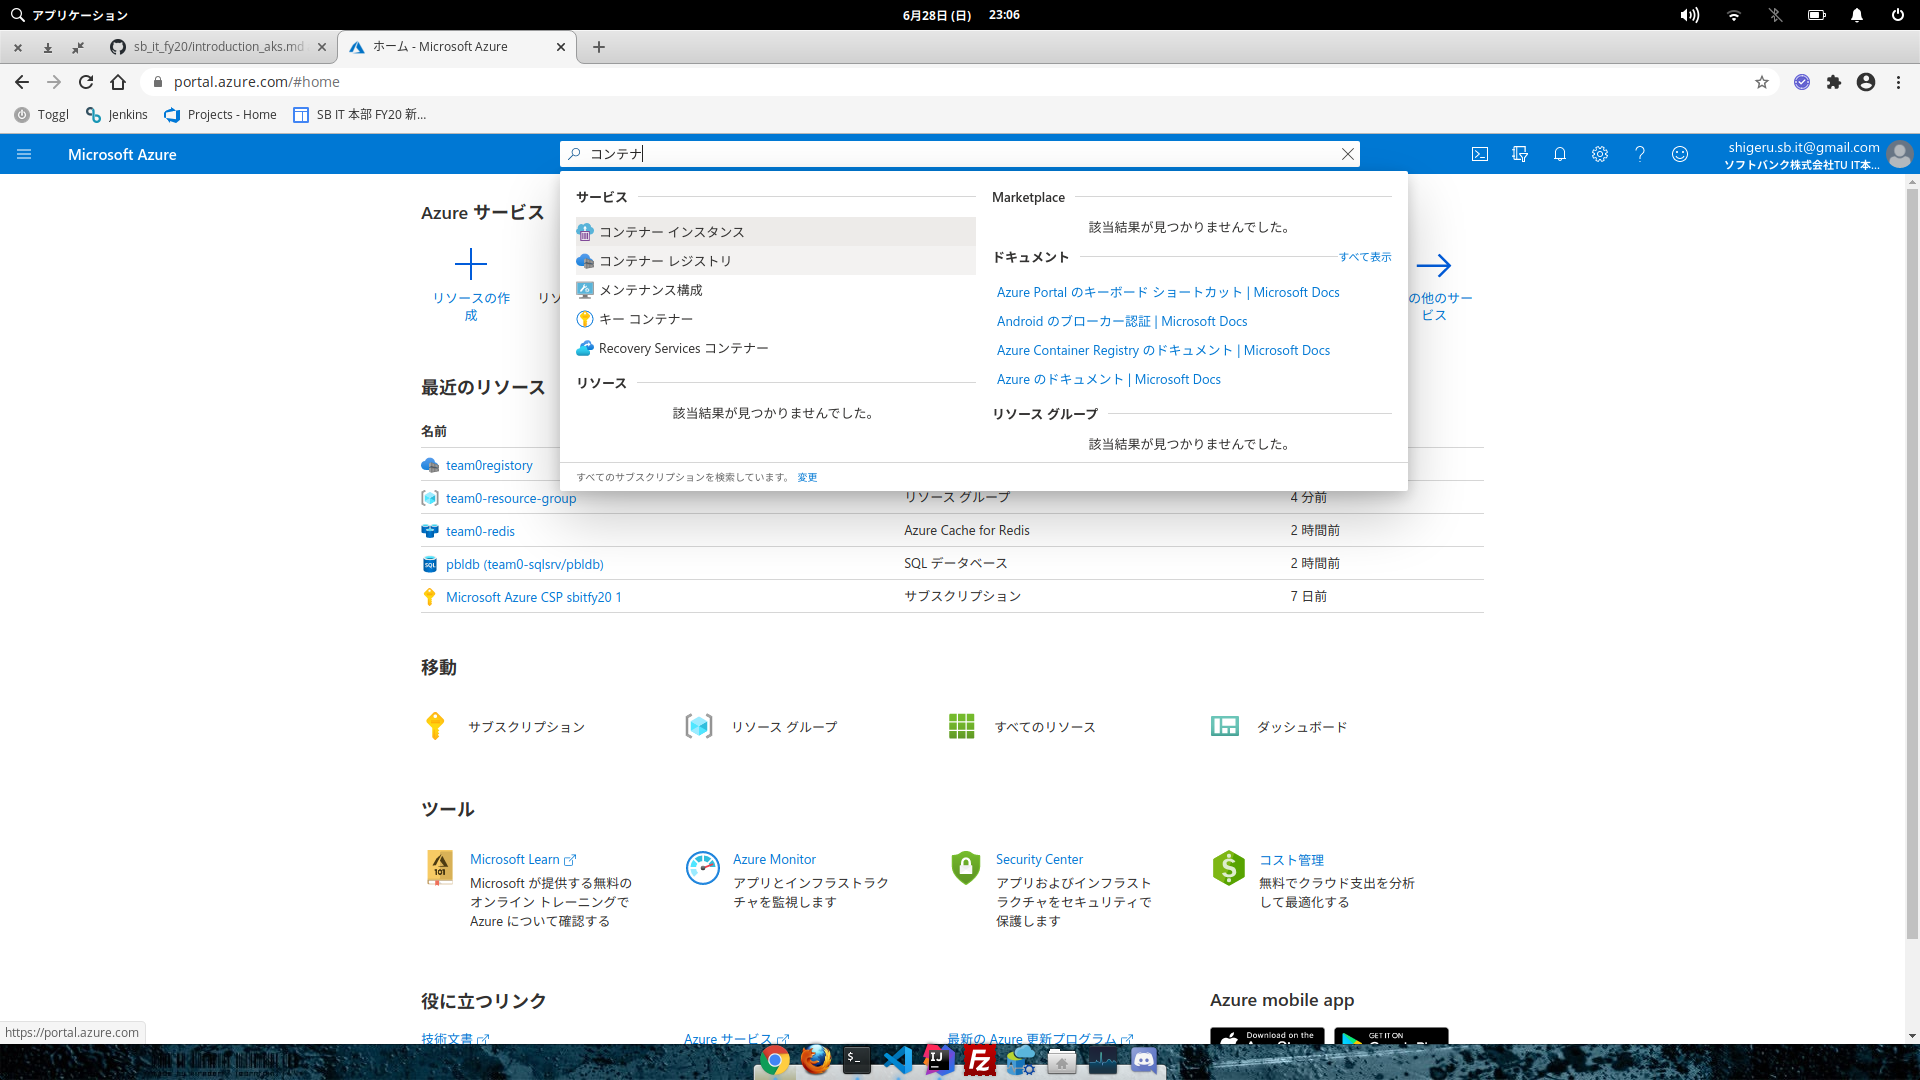 アプリケーション
6月28日 (日) 23:06
sb_it_fy20/introduction_aks.md
ホーム - Microsoft Azure
portal.azure.com/#home
Toggl
Jenkins
Projects - Home
SB IT 本部 FY20 新...
Microsoft Azure
コンテナ
shigeru.sb.it@gmail.com
ソフトバンク株式会社TU IT本...
サービス
コンテナー インスタンス
コンテナー レジストリ
メンテナンス構成
キー コンテナー
Recovery Services コンテナー
リソース
該当結果が見つかりませんでした。
Marketplace
該当結果が見つかりませんでした。
ドキュメント
すべて表示
Azure Portal のキーボード ショートカット | Microsoft Docs
Android のブローカー認証 | Microsoft Docs
Azure Container Registry のドキュメント | Microsoft Docs
Azure のドキュメント | Microsoft Docs
リソース グループ
該当結果が見つかりませんでした。
すべてのサブスクリプションを検索しています。 変更
Azure サービス
リソースの作
成
リソ
の他のサー
ビス
最近のリソース
名前
team0registory
team0-resource-group リソース グループ 4 分前
team0-redis Azure Cache for Redis 2 時間前
pbldb (team0-sqlsrv/pbldb) SQL データベース 2 時間前
Microsoft Azure CSP sbitfy20 1 サブスクリプション 7 日前
移動
サブスクリプション
リソース グループ
すべてのリソース
ダッシュボード
ツール
101
Microsoft Learn
Microsoft が提供する無料の
オンライン トレーニングで
Azure について確認する
Azure Monitor
アプリとインフラストラク
チャを監視します
Security Center
アプリおよびインフラスト
ラクチャをセキュリティで
保護します
コスト管理
無料でクラウド支出を分析
して最適化する
役に立つリンク
Azure mobile app
技術文書
Azure サービス
最新の Azure 更新プログラム
Download on the
GET IT ON
https://portal.azure.com